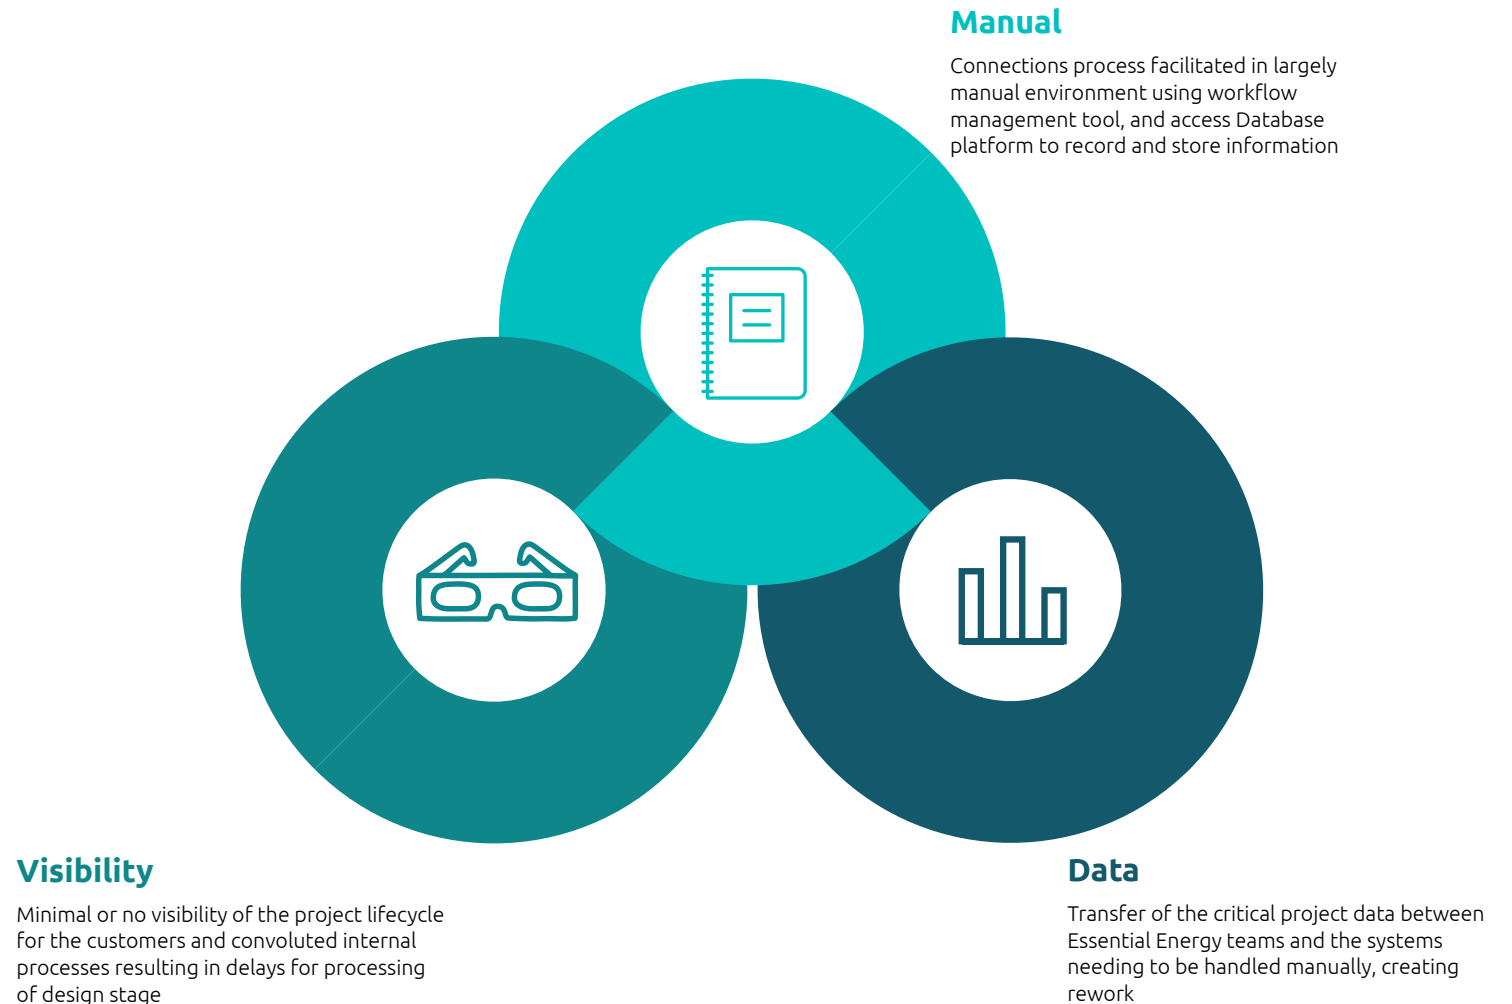 Manual
Connections process facilitated in largely
manual environment using workflow
management tool, and access Database
platform to record and store information
Visibility
Minimal or no visibility of the project lifecycle
for the customers and convoluted internal
processes resulting in delays for processing
of design stage
Data
Transfer of the critical project data between
Essential Energy teams and the systems
needing to be handled manually, creating
rework